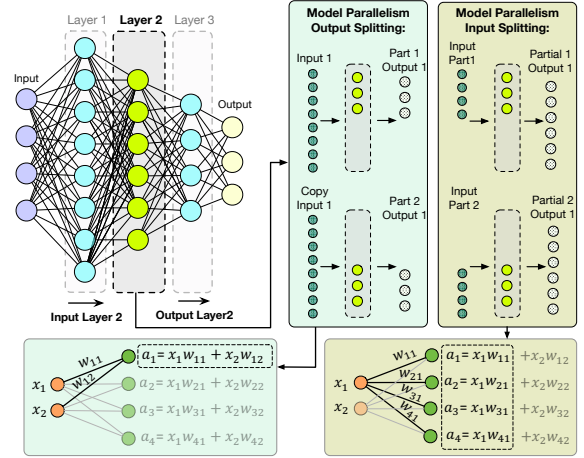 Layer 1
Layer 2
Layer 3
Input
Output
Input Layer 2
Output Layer2
Model Parallelism
Output Splitting:
Input 1
Part 1
Output 1
Copy
Input 1
Part 2
Output 1
Model Parallelism
Input Splitting:
Input
Part1
Partial 1
Output 1
Input
Part 2
Partial 2
Output 1
x₁
x₂
w₁₁
w₁₂
a₁= x₁w₁₁ + x₂w₁₂
a₂= x₁w₂₁ + x₂w₂₂
a₃= x₁w₃₁ + x₂w₃₂
a₄= x₁w₄₁ + x₂w₄₂
x₁
x₂
w₁₁
w₂₁
w₃₁
w₄₁
a₁= x₁w₁₁ +x₂w₁₂
a₂= x₁w₂₁ +x₂w₂₂
a₃= x₁w₃₁ +x₂w₃₂
a₄= x₁w₄₁ +x₂w₄₂